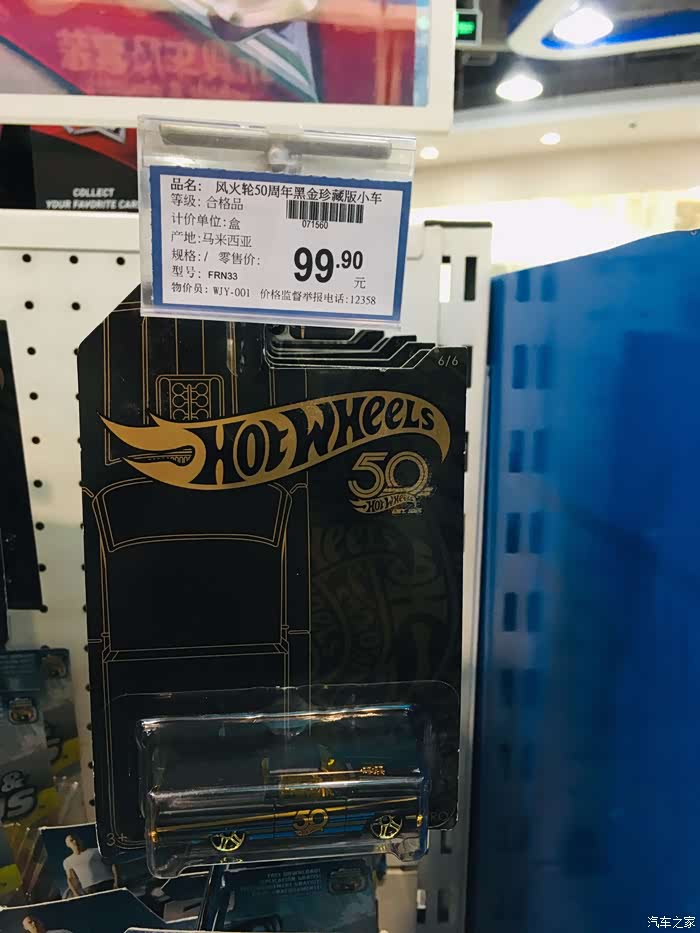 COLLECT
YOUR FAVORITE CARS
品名： 风火轮50周年黑金珍藏版小车
等级：合格品
071560
计价单位：盒
产地：马来西亚
规格：/ 零售价： 99.90 元
型号： FRN33
物价员：WJY-001 价格监督举报电话：12358
6/6
HOT WHEELS
50
HOT WHEELS
50
3+
汽车之家